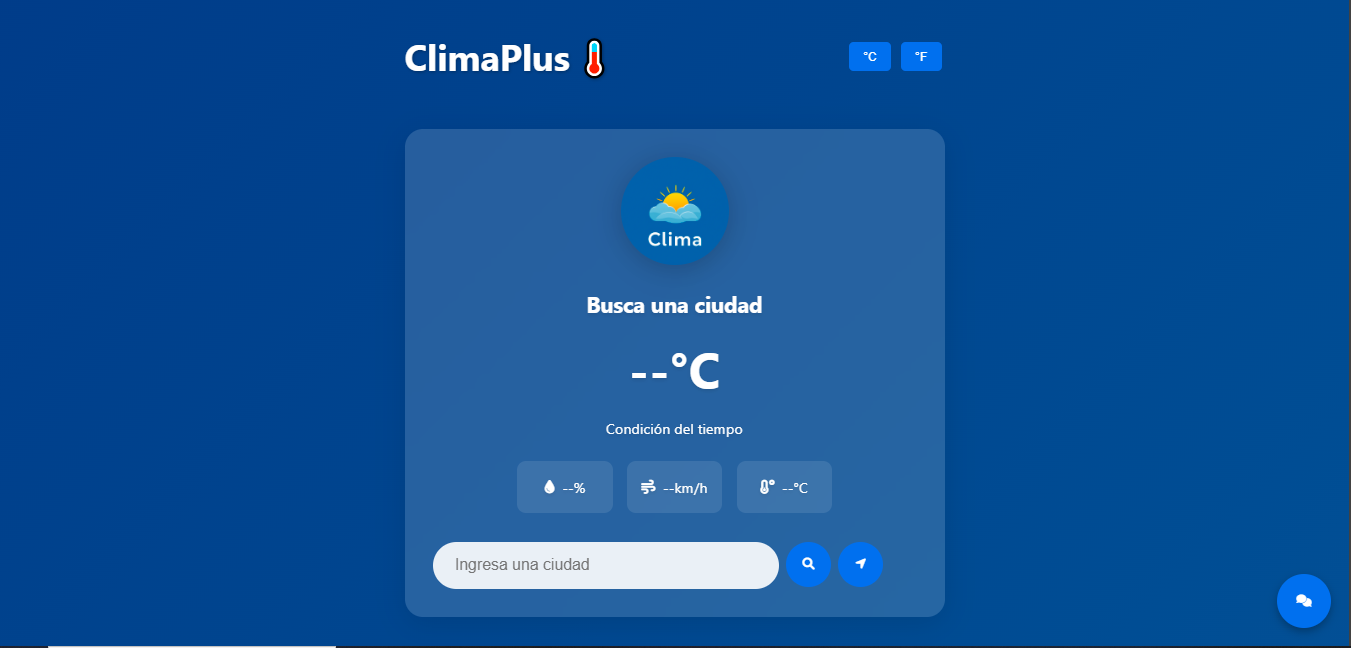 ClimaPlus
°C
°F
Clima
Busca una ciudad
--°C
Condición del tiempo
--%
--km/h
--°C
Ingresa una ciudad